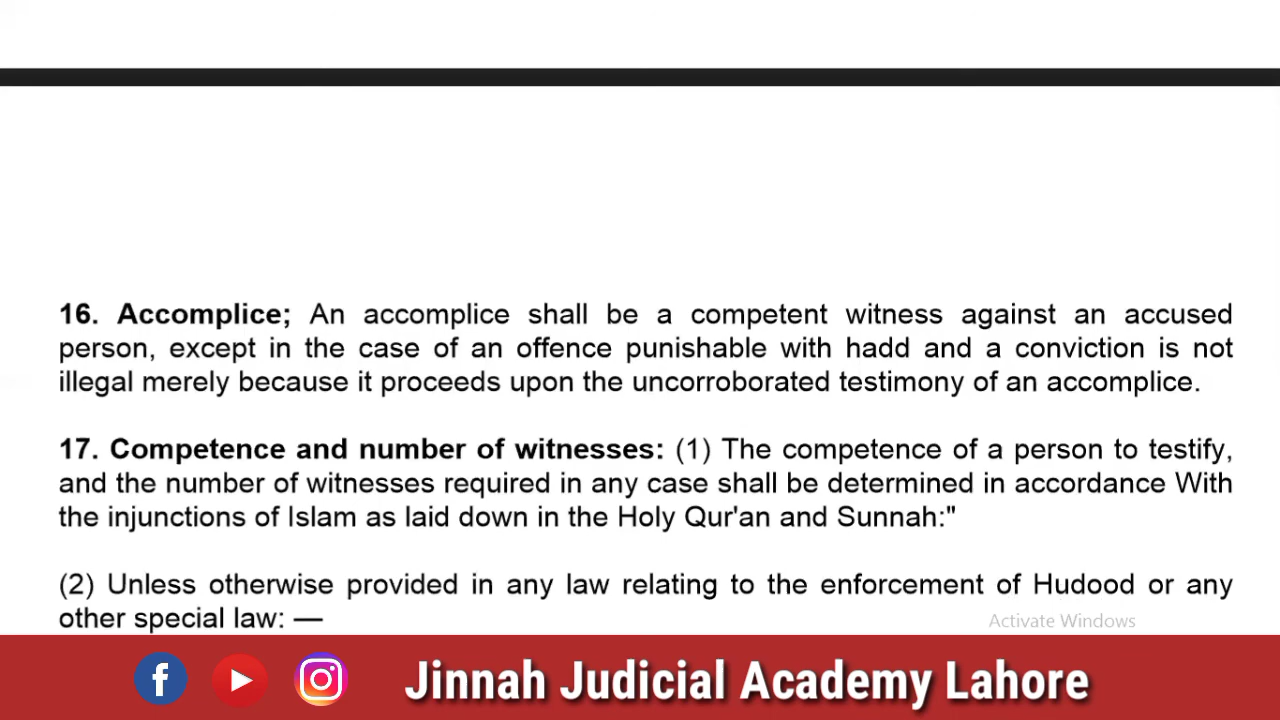 16. Accomplice; An accomplice shall be a competent witness against an accused
person, except in the case of an offence punishable with hadd and a conviction is not
illegal merely because it proceeds upon the uncorroborated testimony of an accomplice.
17. Competence and number of witnesses: (1) The competence of a person to testify,
and the number of witnesses required in any case shall be determined in accordance With
the injunctions of Islam as laid down in the Holy Qur'an and Sunnah:"
(2) Unless otherwise provided in any law relating to the enforcement of Hudood or any
other special law: —
Activate Windows
Jinnah Judicial Academy Lahore